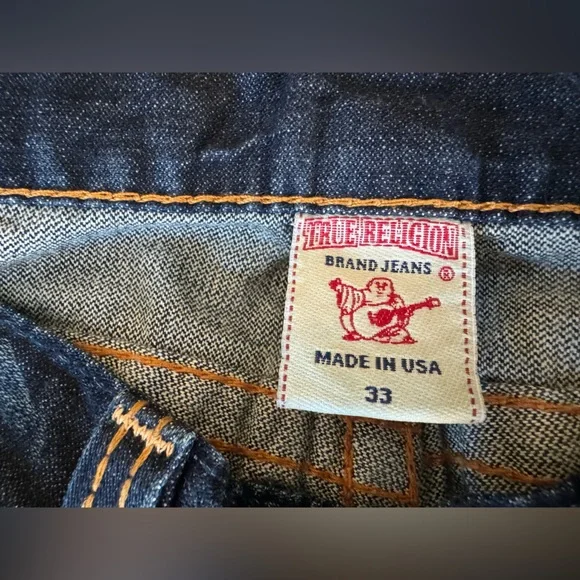 TRUE RELIGION
BRAND JEANS ®
MADE IN USA
33